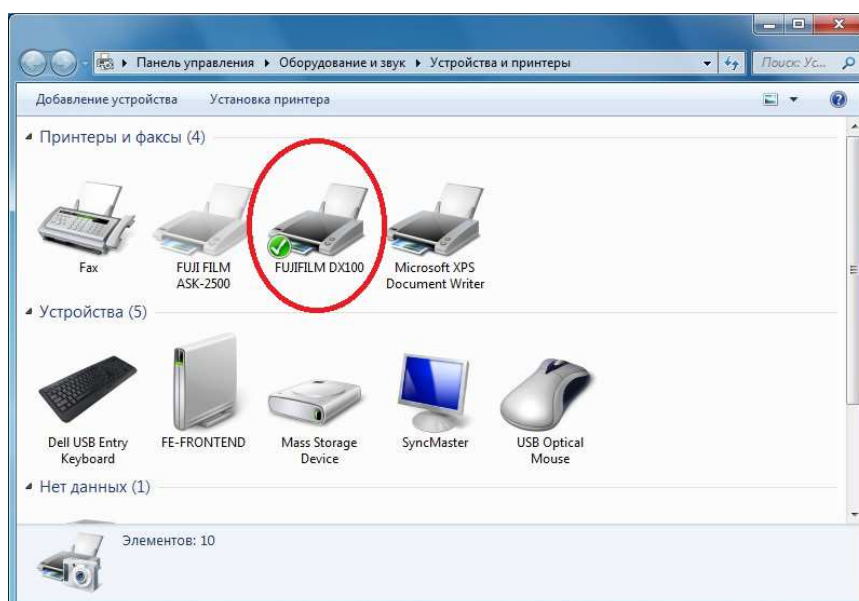 Панель управления ▸ Оборудование и звук ▸ Устройства и принтеры
Поиск: Ус...
Добавление устройства Установка принтера
Принтеры и факсы (4)
Fax
FUJI FILM
ASK-2500
FUJIFILM DX100
Microsoft XPS
Document Writer
Устройства (5)
Dell USB Entry
Keyboard
FE-FRONTEND
Mass Storage
Device
SyncMaster
USB Optical
Mouse
Нет данных (1)
Элементов: 10